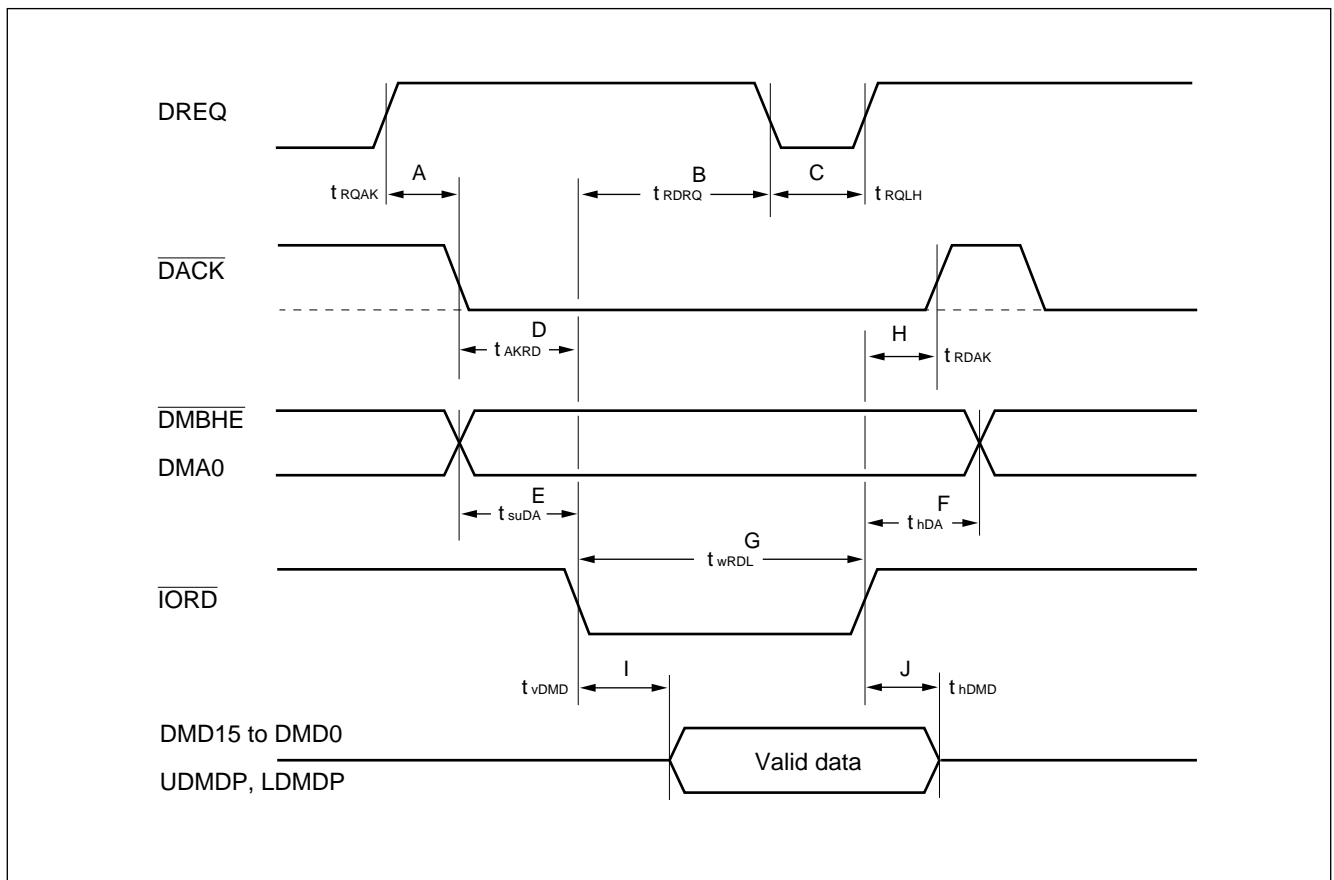 DREQ
A
B
C
t RQAK
t RDRQ
t RQLH
DACK
D
H
t AKRD
t RDAK
DMBHE
DMA0
E
F
t suDA
t hDA
G
t wRDL
IORD
I
J
t vDMD
t hDMD
DMD15 to DMD0
Valid data
UDMDP, LDMDP